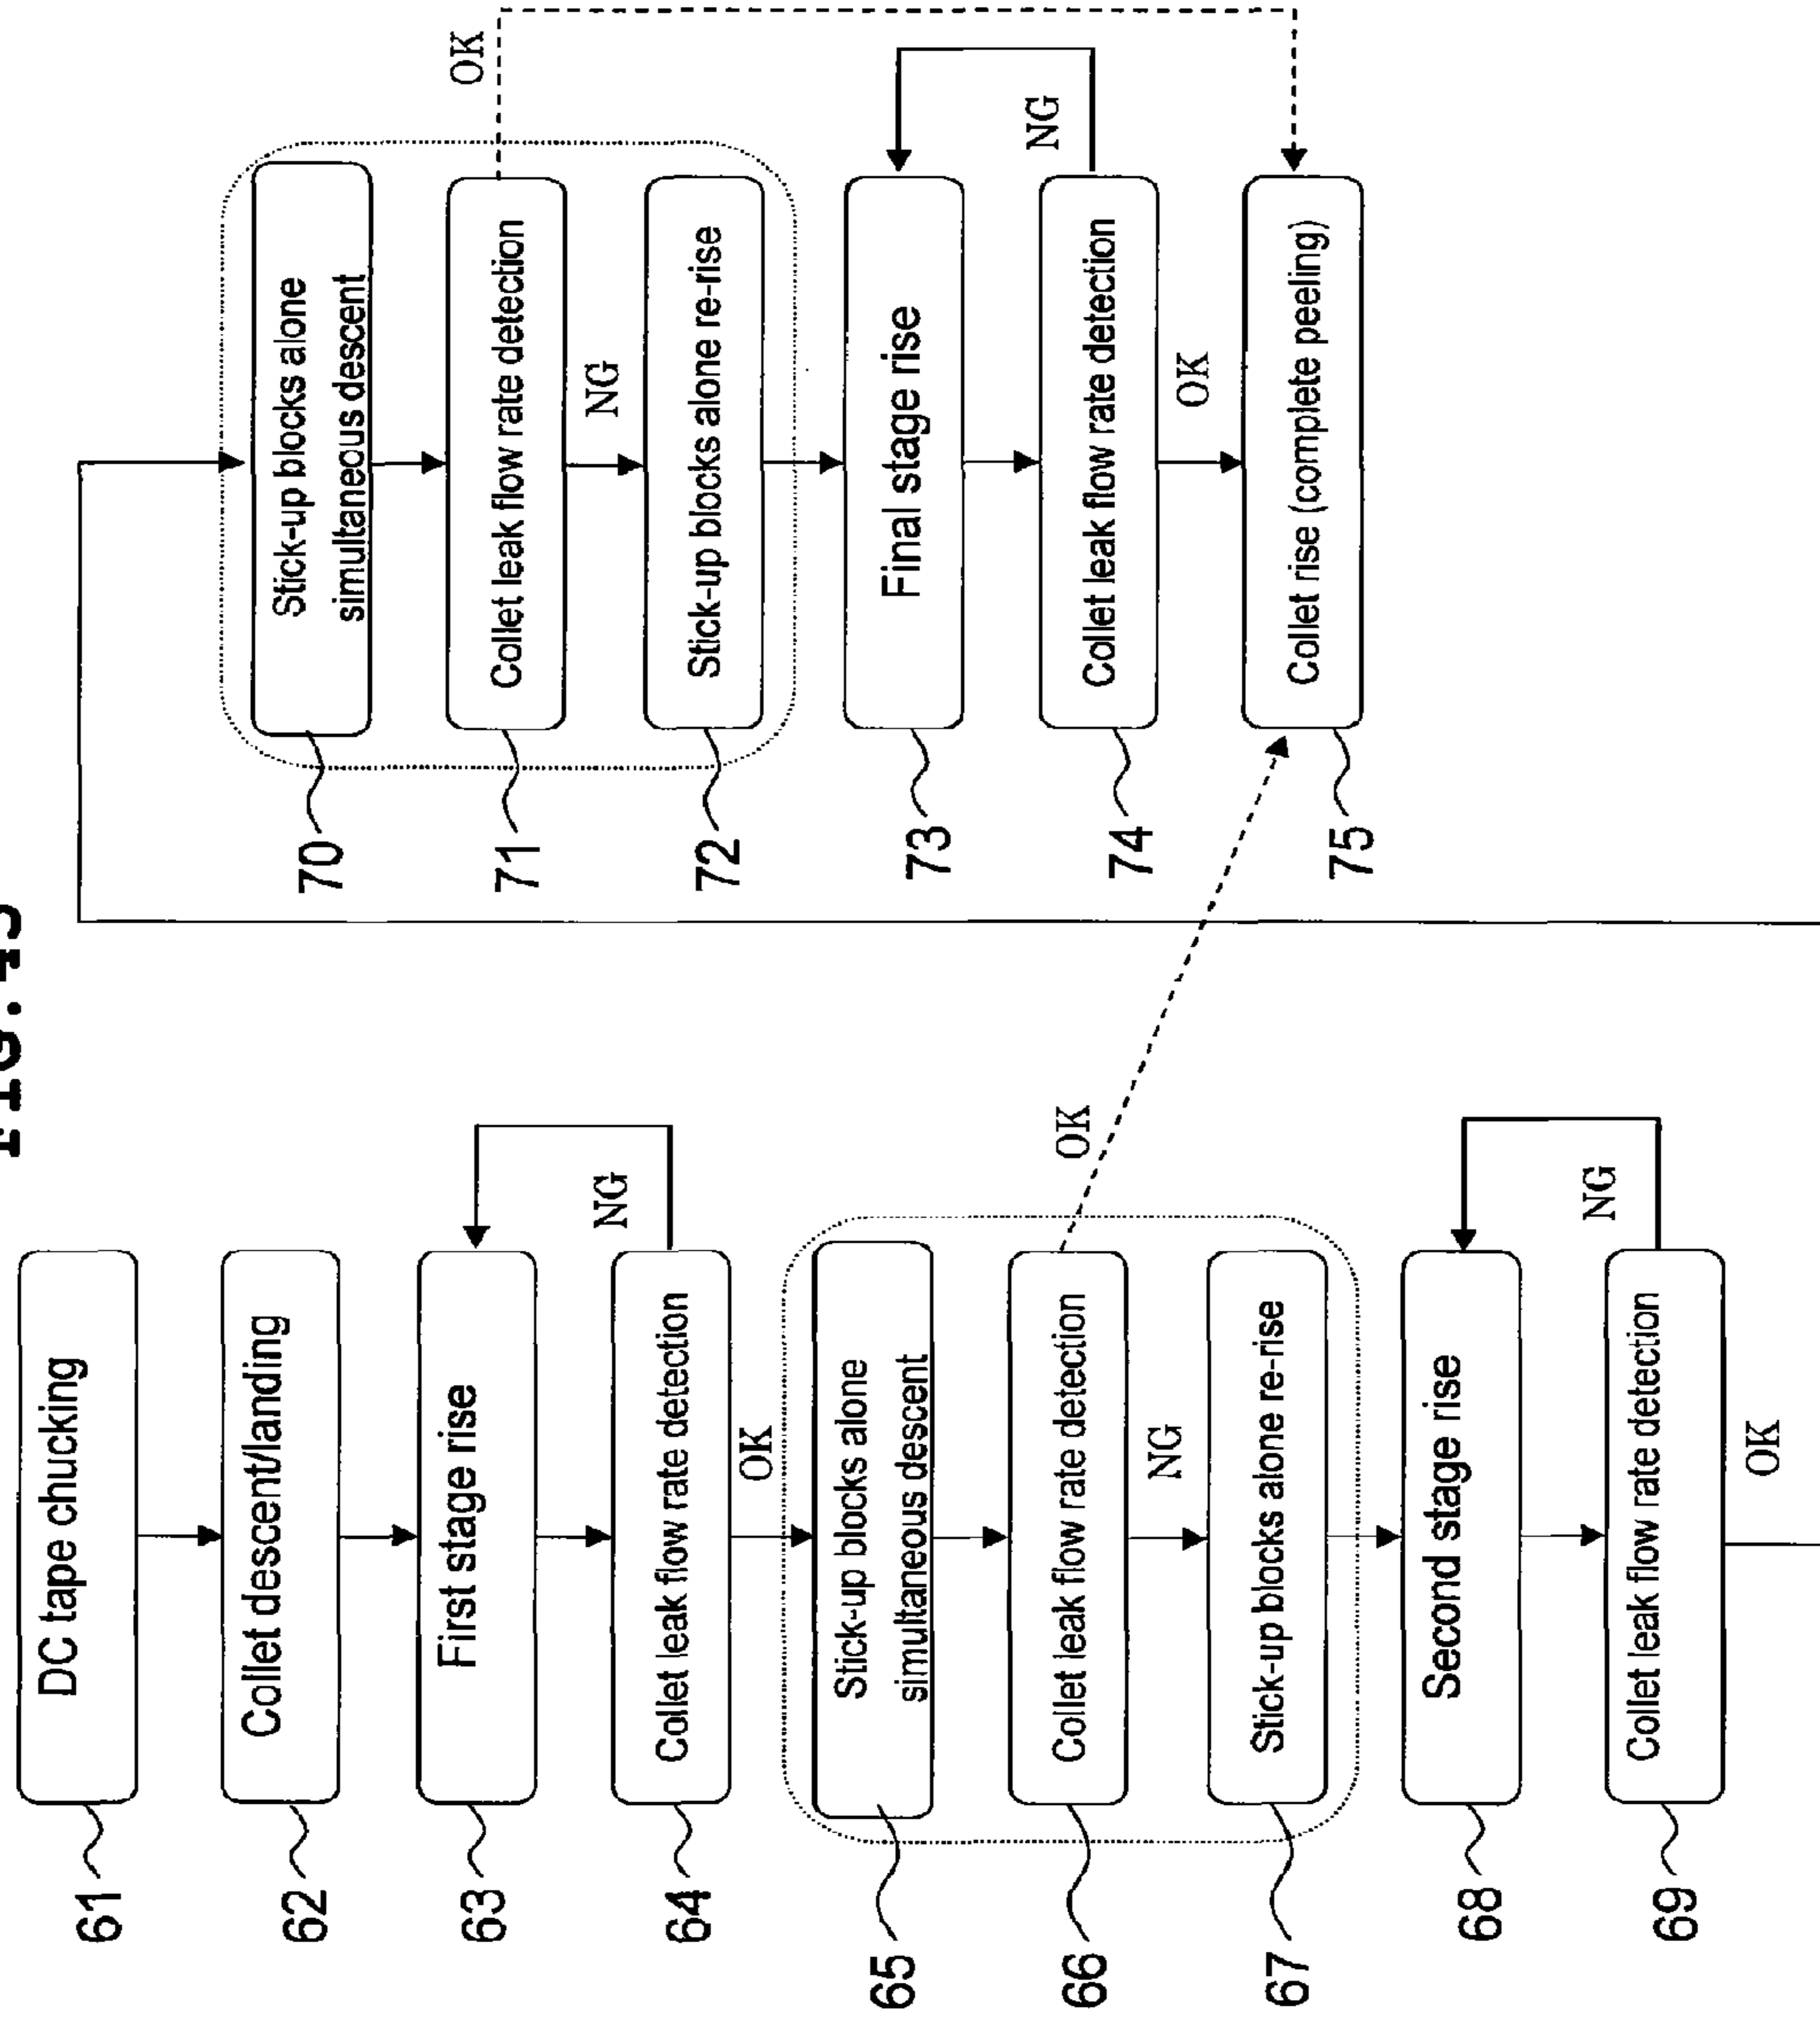 61
DC tape chucking
62
Collet descent/landing
63
First stage rise
64
Collet leak flow rate detection
NG
OK
65
Stick-up blocks alone
simultaneous descent
66
Collet leak flow rate detection
OK
NG
67
Stick-up blocks alone re-rise
68
Second stage rise
69
Collet leak flow rate detection
NG
OK
70
Stick-up blocks alone
simultaneous descent
71
Collet leak flow rate detection
OK
NG
72
Stick-up blocks alone re-rise
73
Final stage rise
74
Collet leak flow rate detection
NG
OK
75
Collet rise (complete peeling)